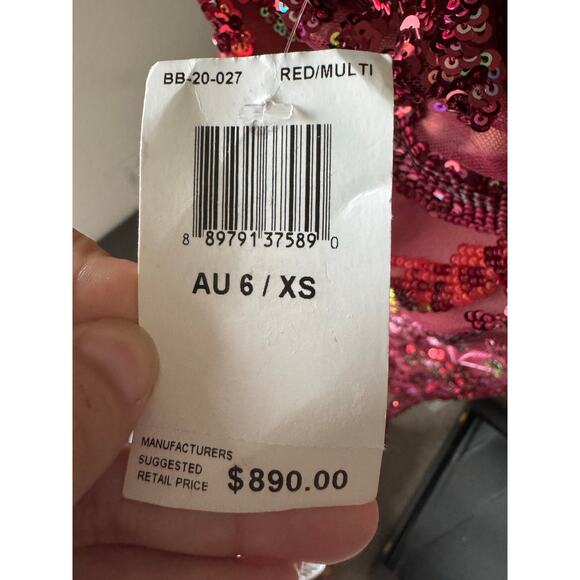 BB-20-027 RED/MULTI
8 89791 37589 0
AU 6 / XS
MANUFACTURERS
SUGGESTED
RETAIL PRICE $890.00